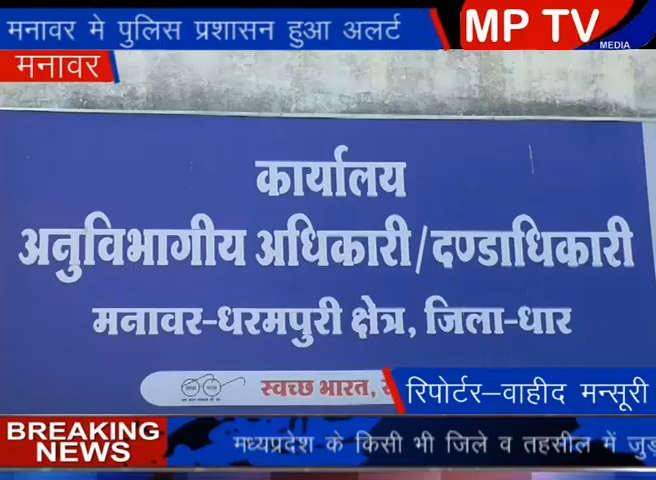 मनावर मे पुलिस प्रशासन हुआ अलर्ट
MP TV
MEDIA
मनावर
कार्यालय
अनुविभागीय अधिकारी/दण्डाधिकारी
मनावर-धरमपुरी क्षेत्र, जिला-धार
स्वच्छ भारत,
रिपोर्टर-वाहीद मन्सूरी
BREAKING NEWS
मध्यप्रदेश के किसी भी जिले व तहसील में